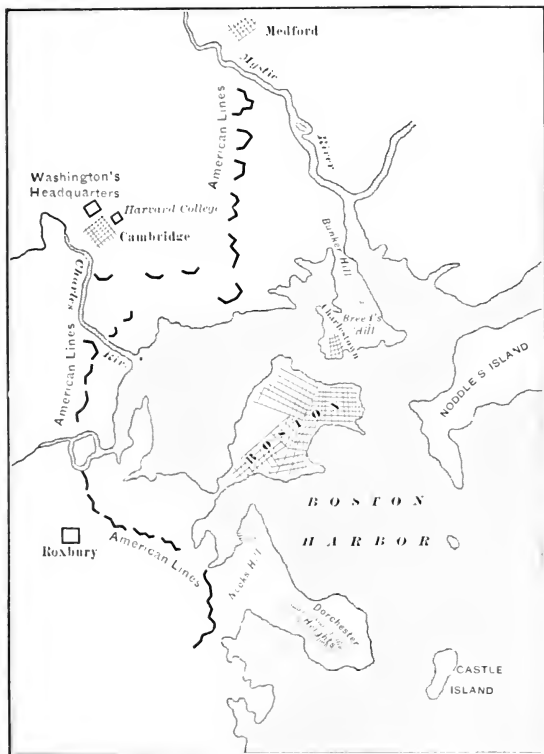 Medford
Mystic
River
American Lines
Washington's
Headquarters
Harvard College
Cambridge
Charles
Riv.
Bunker Hill
Breed's
Hill
Charlestown
NODDLE'S ISLAND
American Lines
BOSTON
BOSTON
HARBOR
Roxbury
American Lines
Nooks Hill
Dorchester
Heights
CASTLE
ISLAND